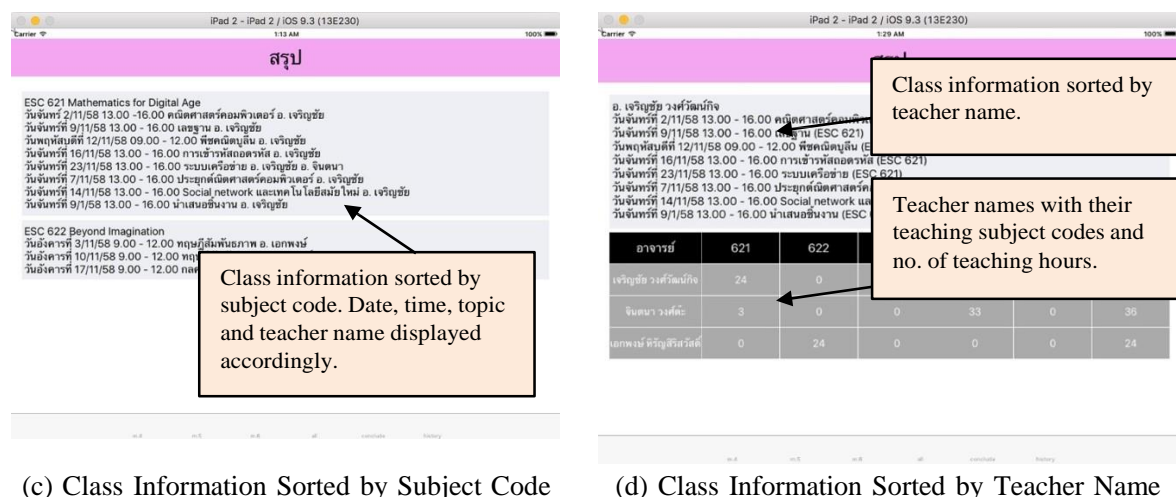 iPad 2 - iPad 2 / iOS 9.3 (13E230)
Carrier 1:13 AM 100%
สรุป
ESC 621 Mathematics for Digital Age
วันจันทร์ 2/11/58 13.00 -16.00 คณิตศาสตร์คอมพิวเตอร์ อ. เจริญชัย
วันจันทร์ที่ 9/11/58 13.00 - 16.00 เลขฐาน อ. เจริญชัย
วันพฤหัสบดีที่ 12/11/58 09.00 - 12.00 พีชคณิตบูลีน อ. เจริญชัย
วันจันทร์ที่ 16/11/58 13.00 - 16.00 การเข้ารหัสถอดรหัส อ. เจริญชัย
วันจันทร์ที่ 23/11/58 13.00 - 16.00 ระบบเครือข่าย อ. เจริญชัย อ. จินตนา
วันจันทร์ที่ 7/11/58 13.00 - 16.00 ประยุกต์ณิตศาสตร์คอมพิวเตอร์ อ. เจริญชัย
วันจันทร์ที่ 14/11/58 13.00 - 16.00 Social network และเทคโนโลยีสมัยใหม่ อ. เจริญชัย
วันจันทร์ที่ 9/1/58 13.00 - 16.00 นำเสนอชิ้นงาน อ. เจริญชัย
ESC 622 Beyond Imagination
วันอังคารที่ 3/11/58 9.00 - 12.00 ทฤษฎีสัมพันธภาพ อ. เอกพงษ์
วันอังคารที่ 10/11/58 9.00 - 12.00
วันอังคารที่ 17/11/58 9.00 - 12.00
Class information sorted by
subject code. Date, time, topic
and teacher name displayed
accordingly.
all conclude history
(c) Class Information Sorted by Subject Code
iPad 2 - iPad 2 / iOS 9.3 (13E230)
Carrier 1:29 AM 100%
อ. เจริญชัย วงศ์วัฒน์กิจ
วันจันทร์ที่ 2/11/58 13.00 - 16.00
วันจันทร์ที่ 9/11/58 13.00 - 16.00 เลขฐาน (ESC 621)
วันพฤหัสบดีที่ 12/11/58 09.00 - 12.00 พีชคณิตบูลีน
วันจันทร์ที่ 16/11/58 13.00 - 16.00 การเข้ารหัสถอดรหัส (ESC 621)
วันจันทร์ที่ 23/11/58 13.00 - 16.00 ระบบเครือข่าย (ESC 621)
วันจันทร์ที่ 7/11/58 13.00 - 16.00
วันจันทร์ที่ 14/11/58 13.00 - 16.00 Social network
วันจันทร์ที่ 9/1/58 13.00 - 16.00 นำเสนอชิ้นงาน (ESC
Class information sorted by
teacher name.
Teacher names with their
teaching subject codes and
no. of teaching hours.
อาจารย์ 621 622
เจริญชัย วงศ์วัฒน์กิจ 24 0
จินตนา วงศ์ต๊ะ 3 0 0 33 0 36
เอกพงษ์ หิรัญสิริสวัสดิ์ 0 24 0 0 0 24
all conclude history
(d) Class Information Sorted by Teacher Name